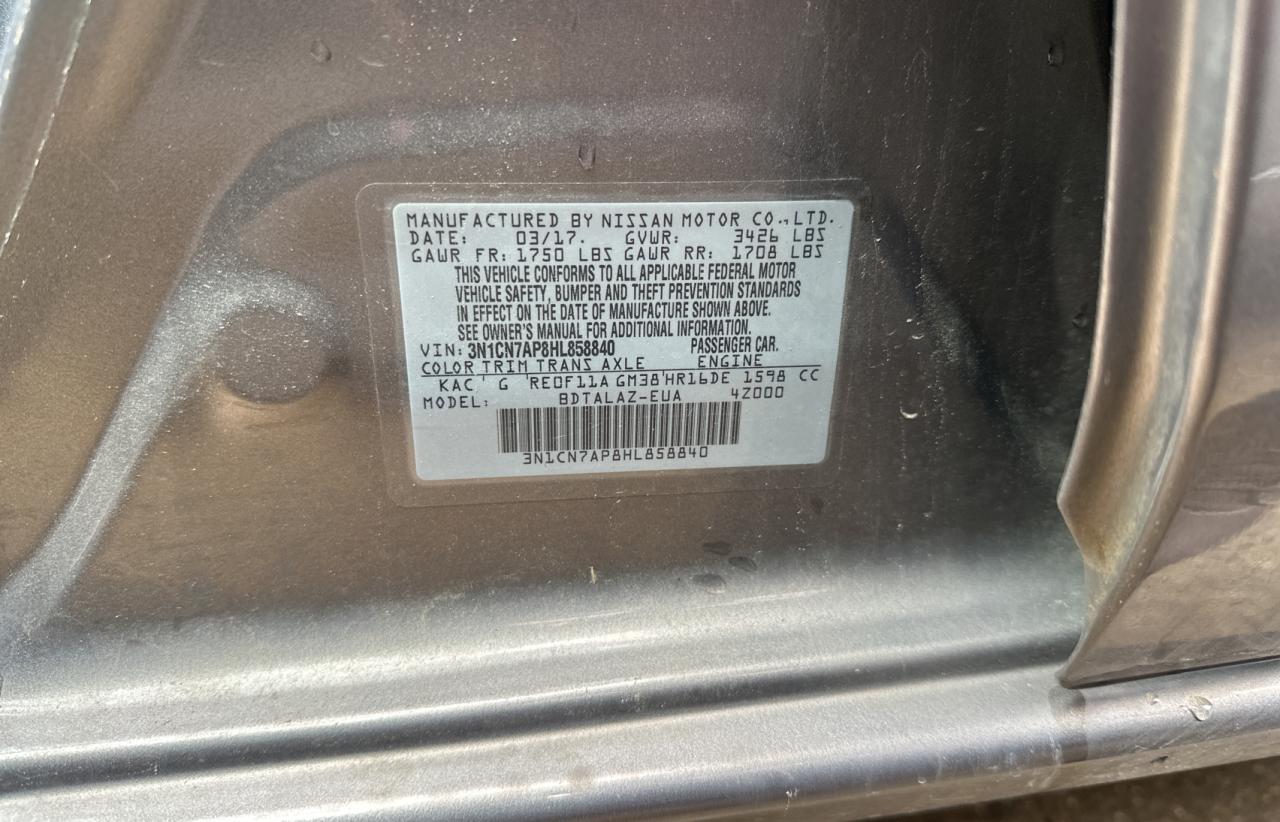 MANUFACTURED BY NISSAN MOTOR CO., LTD.
DATE: 03/17. GVWR: 3426 LBS
GAWR FR: 1750 LBS GAWR RR: 1708 LBS
THIS VEHICLE CONFORMS TO ALL APPLICABLE FEDERAL MOTOR
VEHICLE SAFETY, BUMPER AND THEFT PREVENTION STANDARDS
IN EFFECT ON THE DATE OF MANUFACTURE SHOWN ABOVE.
SEE OWNER'S MANUAL FOR ADDITIONAL INFORMATION.
VIN: 3N1CN7AP8HL858840 PASSENGER CAR.
COLOR TRIM TRANS AXLE ENGINE
KAC ' G 'RE0F11A GM38'HR16DE 1598 CC
MODEL: BDTALAZ-EUA 4Z000
3N1CN7AP8HL858840